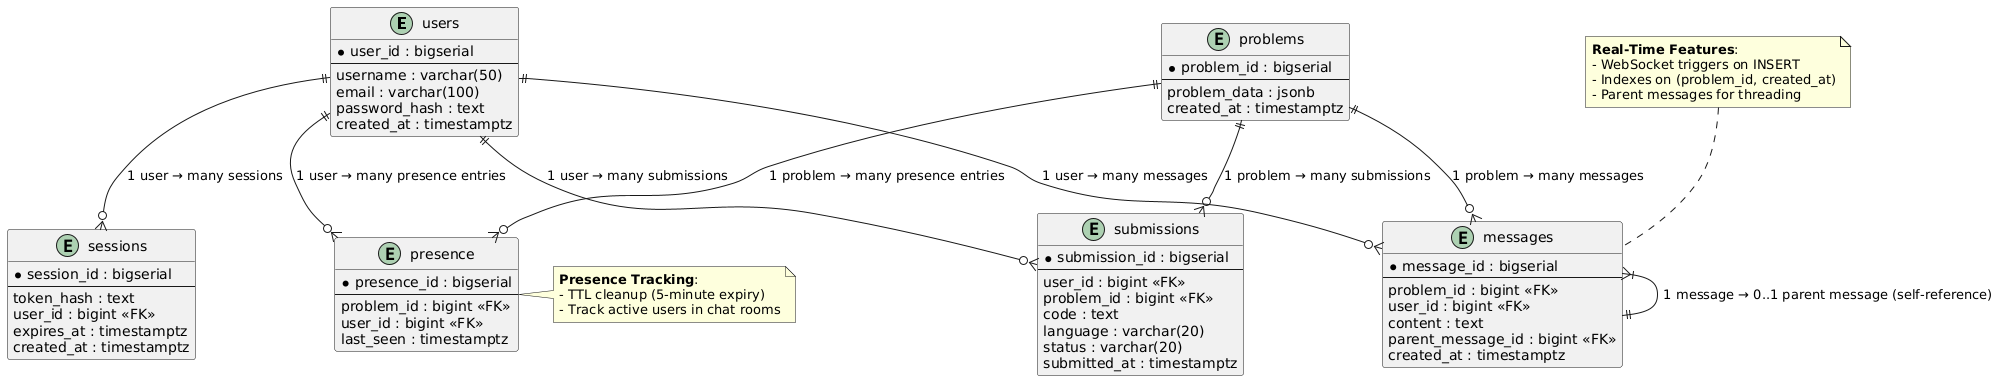 E users
* user_id : bigserial
username : varchar(50)
email : varchar(100)
password_hash : text
created_at : timestamptz
E problems
* problem_id : bigserial
problem_data : jsonb
created_at : timestamptz
Real-Time Features:
- WebSocket triggers on INSERT
- Indexes on (problem_id, created_at)
- Parent messages for threading
1 user → many sessions
1 user → many presence entries
1 user → many submissions
1 problem → many presence entries
1 user → many messages
1 problem → many submissions
1 problem → many messages
E sessions
* session_id : bigserial
token_hash : text
user_id : bigint «FK»
expires_at : timestamptz
created_at : timestamptz
E presence
* presence_id : bigserial
problem_id : bigint «FK»
user_id : bigint «FK»
last_seen : timestamptz
Presence Tracking:
- TTL cleanup (5-minute expiry)
- Track active users in chat rooms
E submissions
* submission_id : bigserial
user_id : bigint «FK»
problem_id : bigint «FK»
code : text
language : varchar(20)
status : varchar(20)
submitted_at : timestamptz
E messages
* message_id : bigserial
problem_id : bigint «FK»
user_id : bigint «FK»
content : text
parent_message_id : bigint «FK»
created_at : timestamptz
1 message → 0..1 parent message (self-reference)